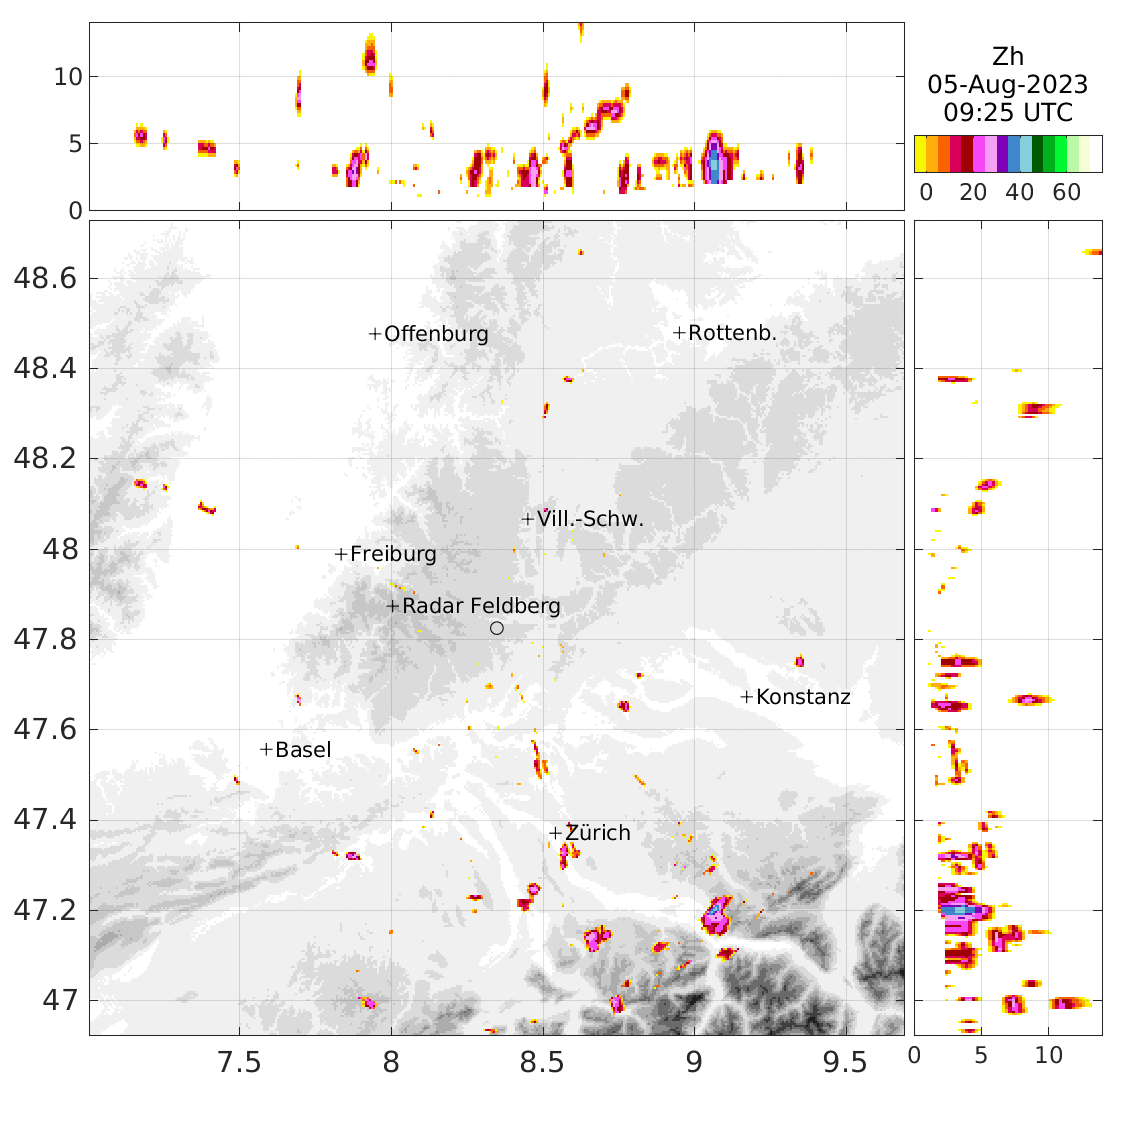 Zh
05-Aug-2023
09:25 UTC
0 20 40 60
10
5
0
48.6
48.4
48.2
48
47.8
47.6
47.4
47.2
47
+Offenburg
+Rottenb.
+Vill.-Schw.
+Freiburg
+Radar Feldberg
+Konstanz
+Basel
+Zürich
7.5 8 8.5 9 9.5
0 5 10